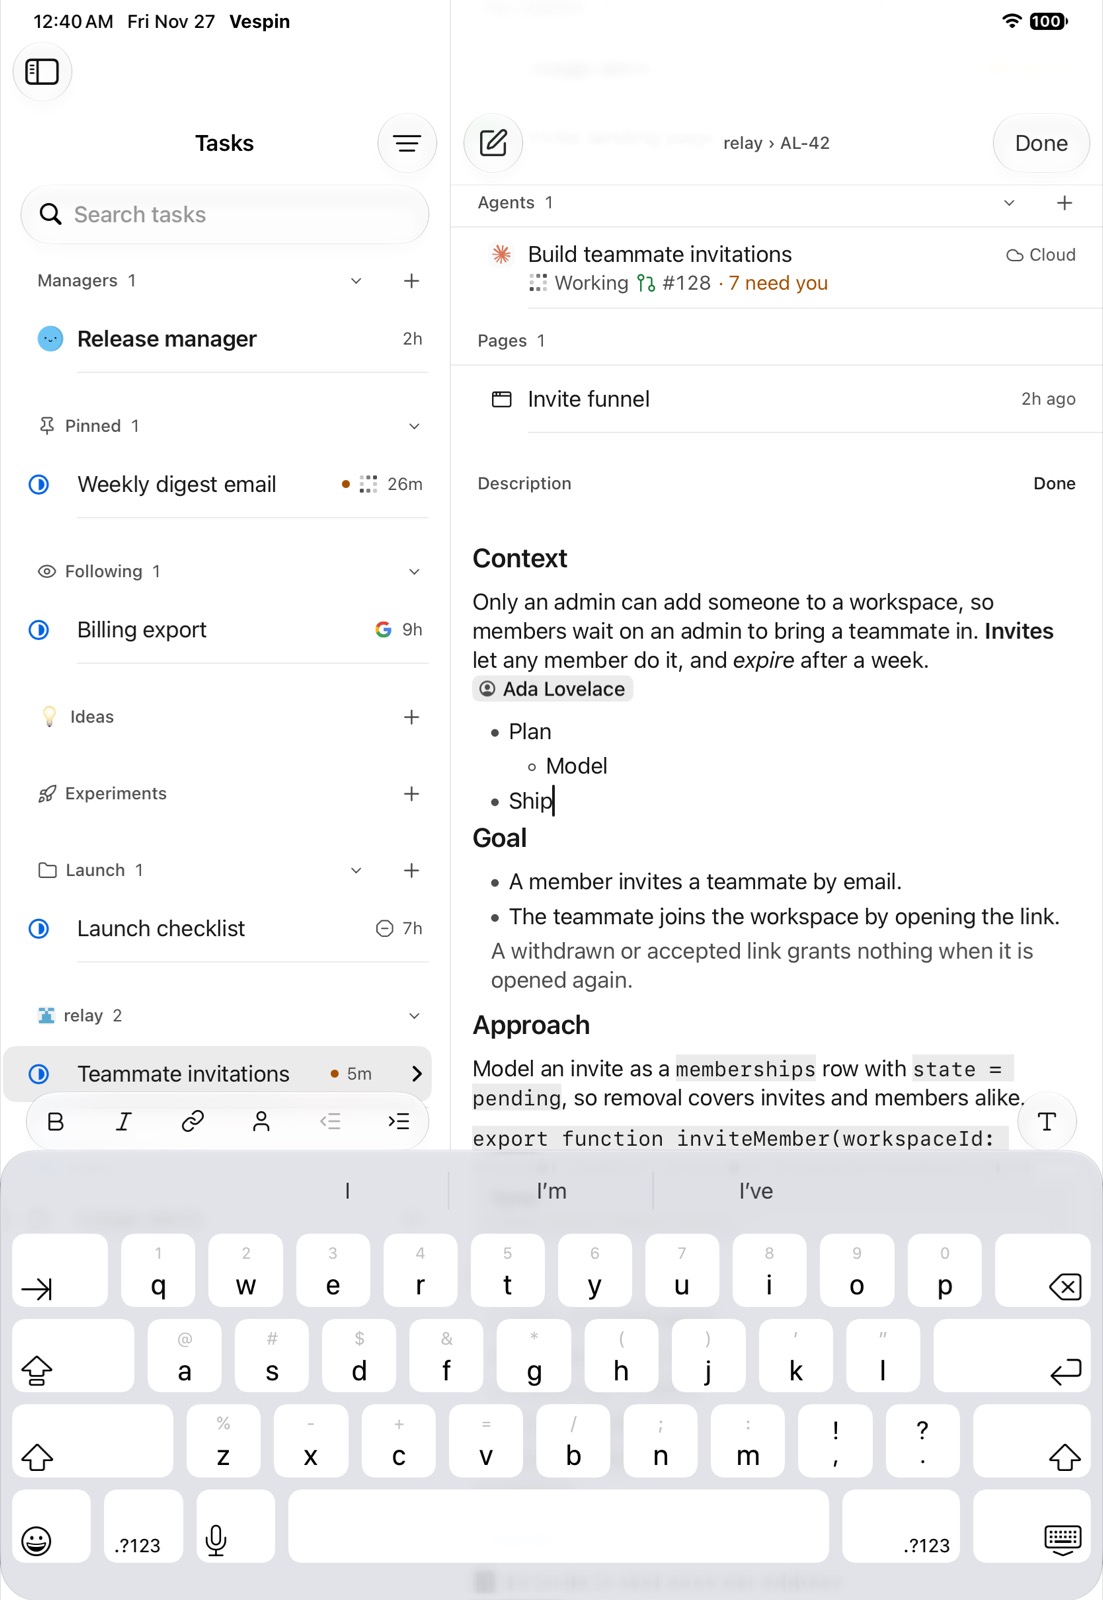 12:40 AM Fri Nov 27 Vespin
100
Tasks
Search tasks
Managers 1
Release manager 2h
Pinned 1
Weekly digest email 26m
Following 1
Billing export 9h
Ideas
Experiments
Launch 1
Launch checklist 7h
relay 2
Teammate invitations 5m
B I
relay › AL-42
Done
Agents 1
Build teammate invitations Cloud
Working #128 · 7 need you
Pages 1
Invite funnel 2h ago
Description Done
Context
Only an admin can add someone to a workspace, so
members wait on an admin to bring a teammate in. Invites
let any member do it, and expire after a week.
Ada Lovelace
• Plan
◦ Model
• Ship
Goal
• A member invites a teammate by email.
• The teammate joins the workspace by opening the link.
A withdrawn or accepted link grants nothing when it is
opened again.
Approach
Model an invite as a memberships row with state =
pending, so removal covers invites and members alike.
export function inviteMember(workspaceId:
T
I I’m I’ve
1 2 3 4 5 6 7 8 9 0
q w e r t y u i o p
@ # $ & * ( ) ' "
a s d f g h j k l
% - + = / ; : ! ?
z x c v b n m , .
.?123 .?123